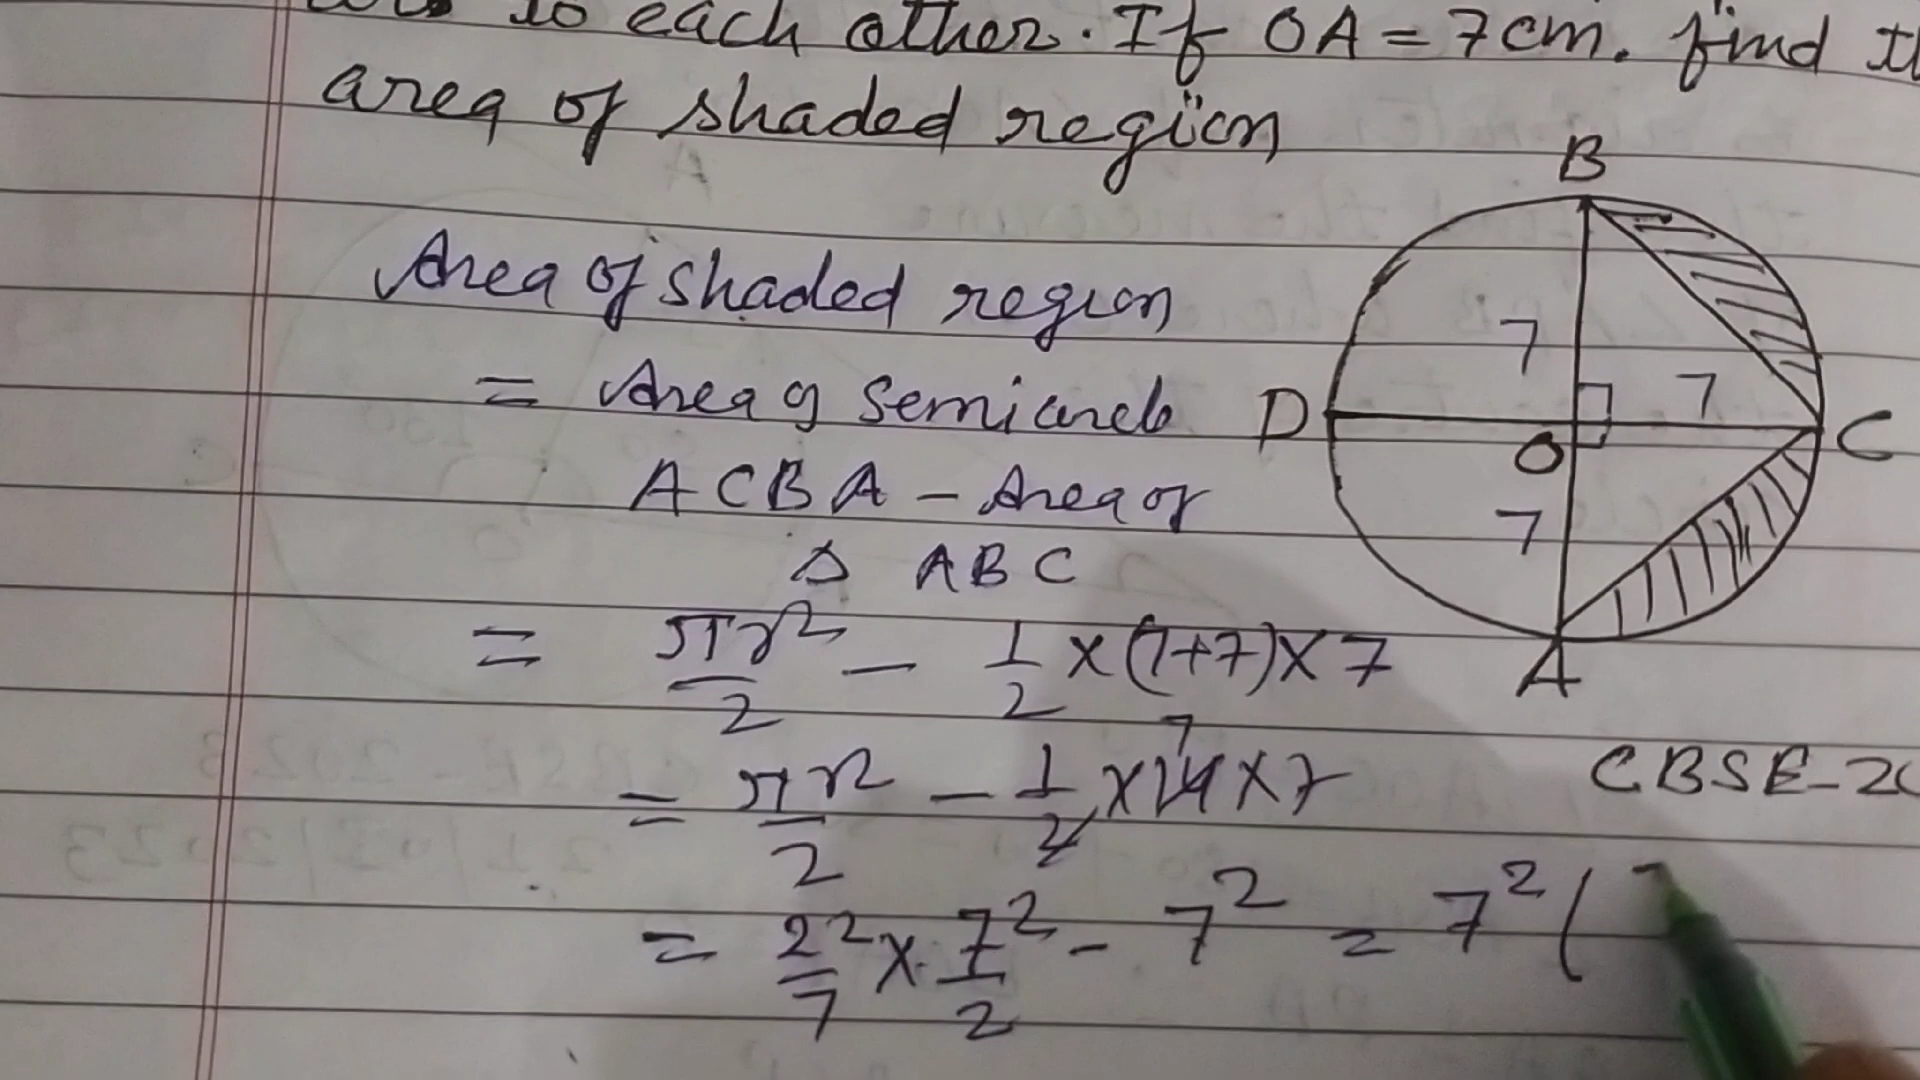 to each other. If OA = 7cm. find
area of shaded region
B
Area of shaded region
7
= Area of Semicircle
7
D
O
C
ACBA - Area of
7
Δ ABC
A
= πr²/2 - 1/2 × (7+7) × 7
7
= πr²/2 - 1/2 × 14 × 7
CBSE-20
= 22/7 × 7²/2 - 7² = 7² (